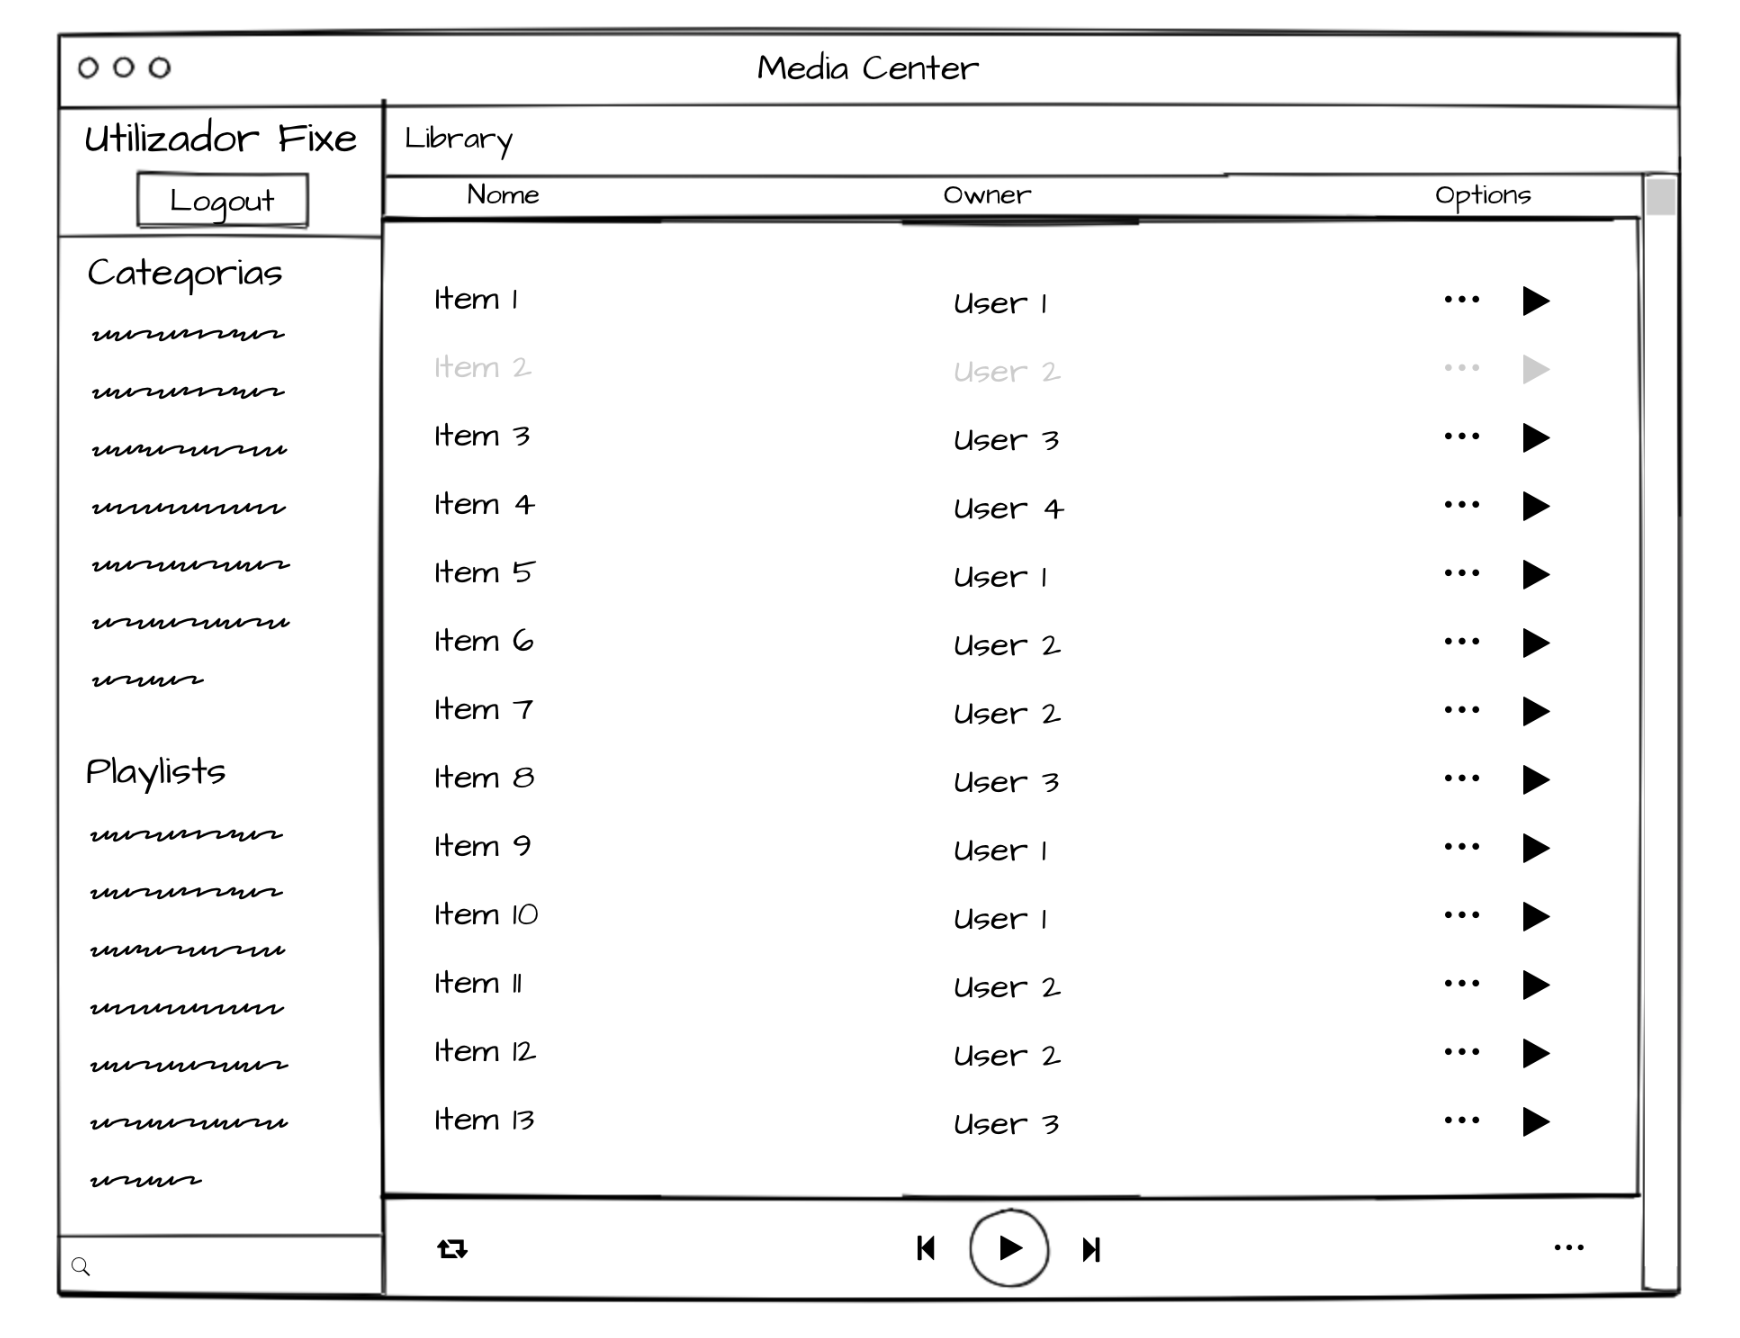 Media Center
Utilizador Fixe
Logout
Categorias
Playlists
Library
Nome Owner Options
Item 1 User 1
Item 2 User 2
Item 3 User 3
Item 4 User 4
Item 5 User 1
Item 6 User 2
Item 7 User 2
Item 8 User 3
Item 9 User 1
Item 10 User 1
Item 11 User 2
Item 12 User 2
Item 13 User 3